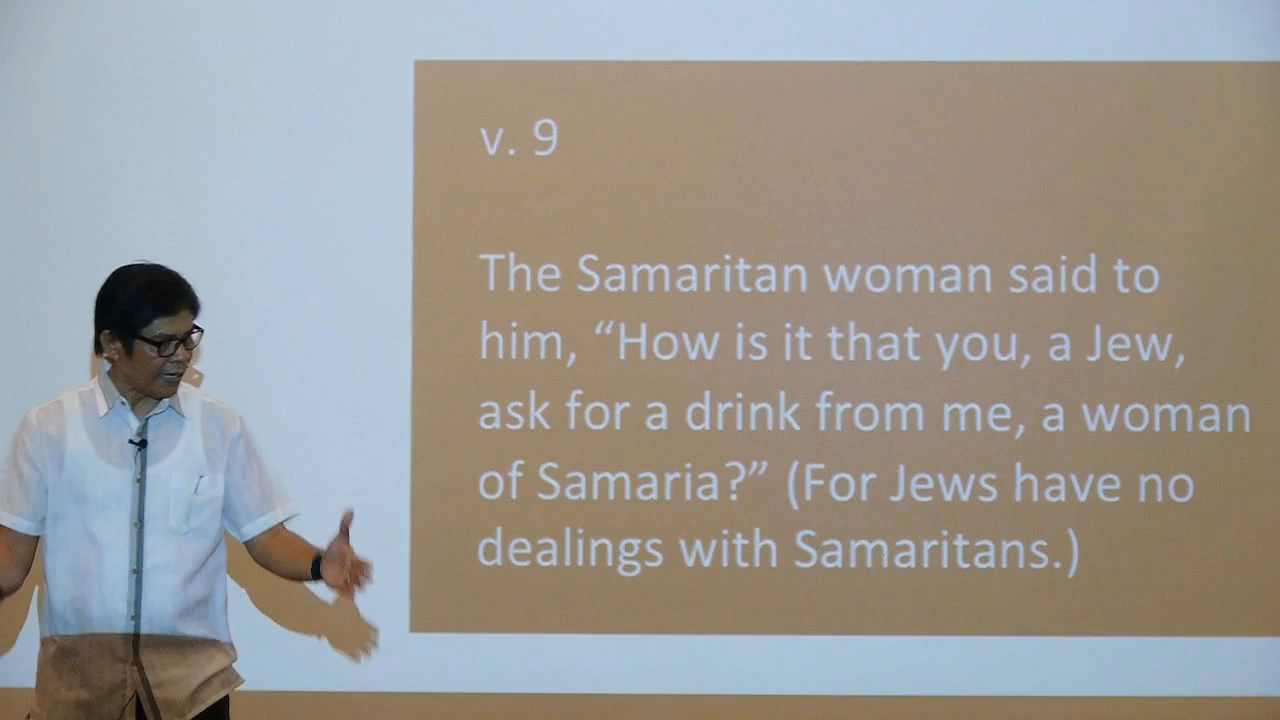 v. 9
The Samaritan woman said to
him, “How is it that you, a Jew,
ask for a drink from me, a woman
of Samaria?” (For Jews have no
dealings with Samaritans.)